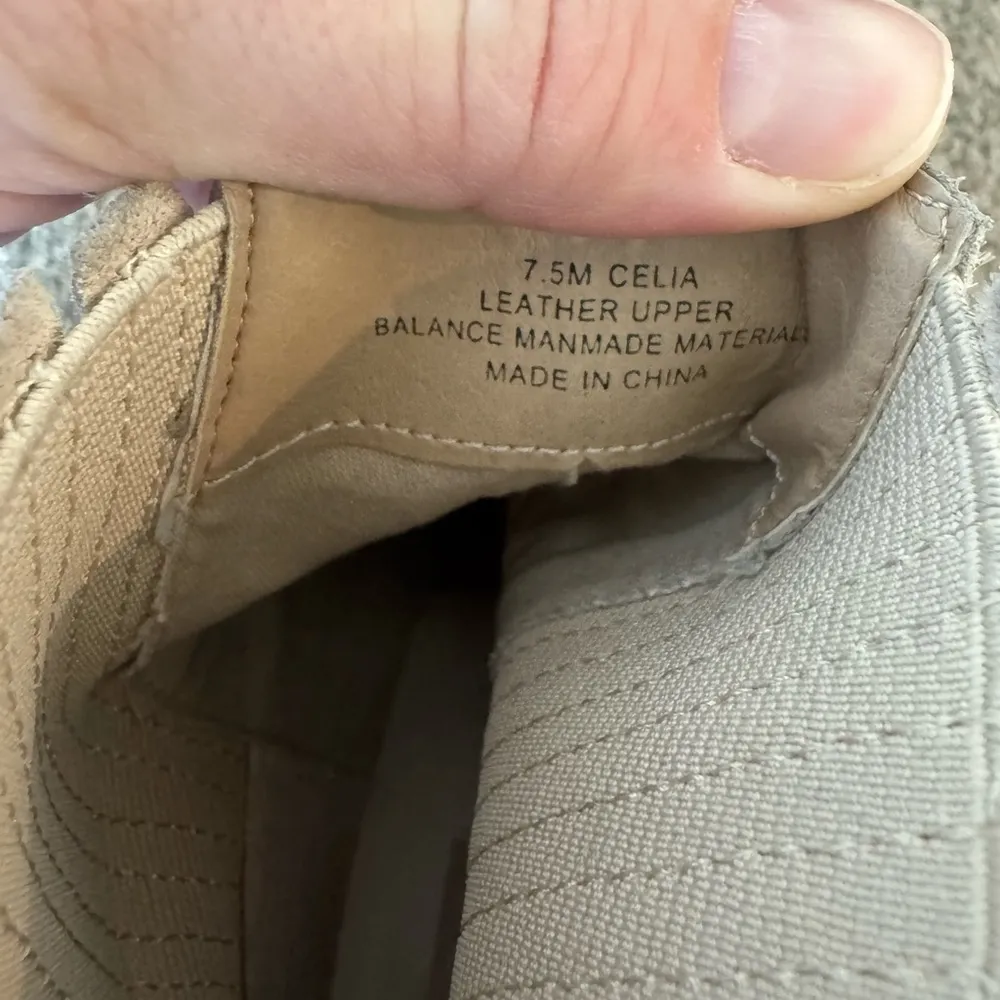 7.5M CELIA
LEATHER UPPER
BALANCE MANMADE MATERIALS
MADE IN CHINA